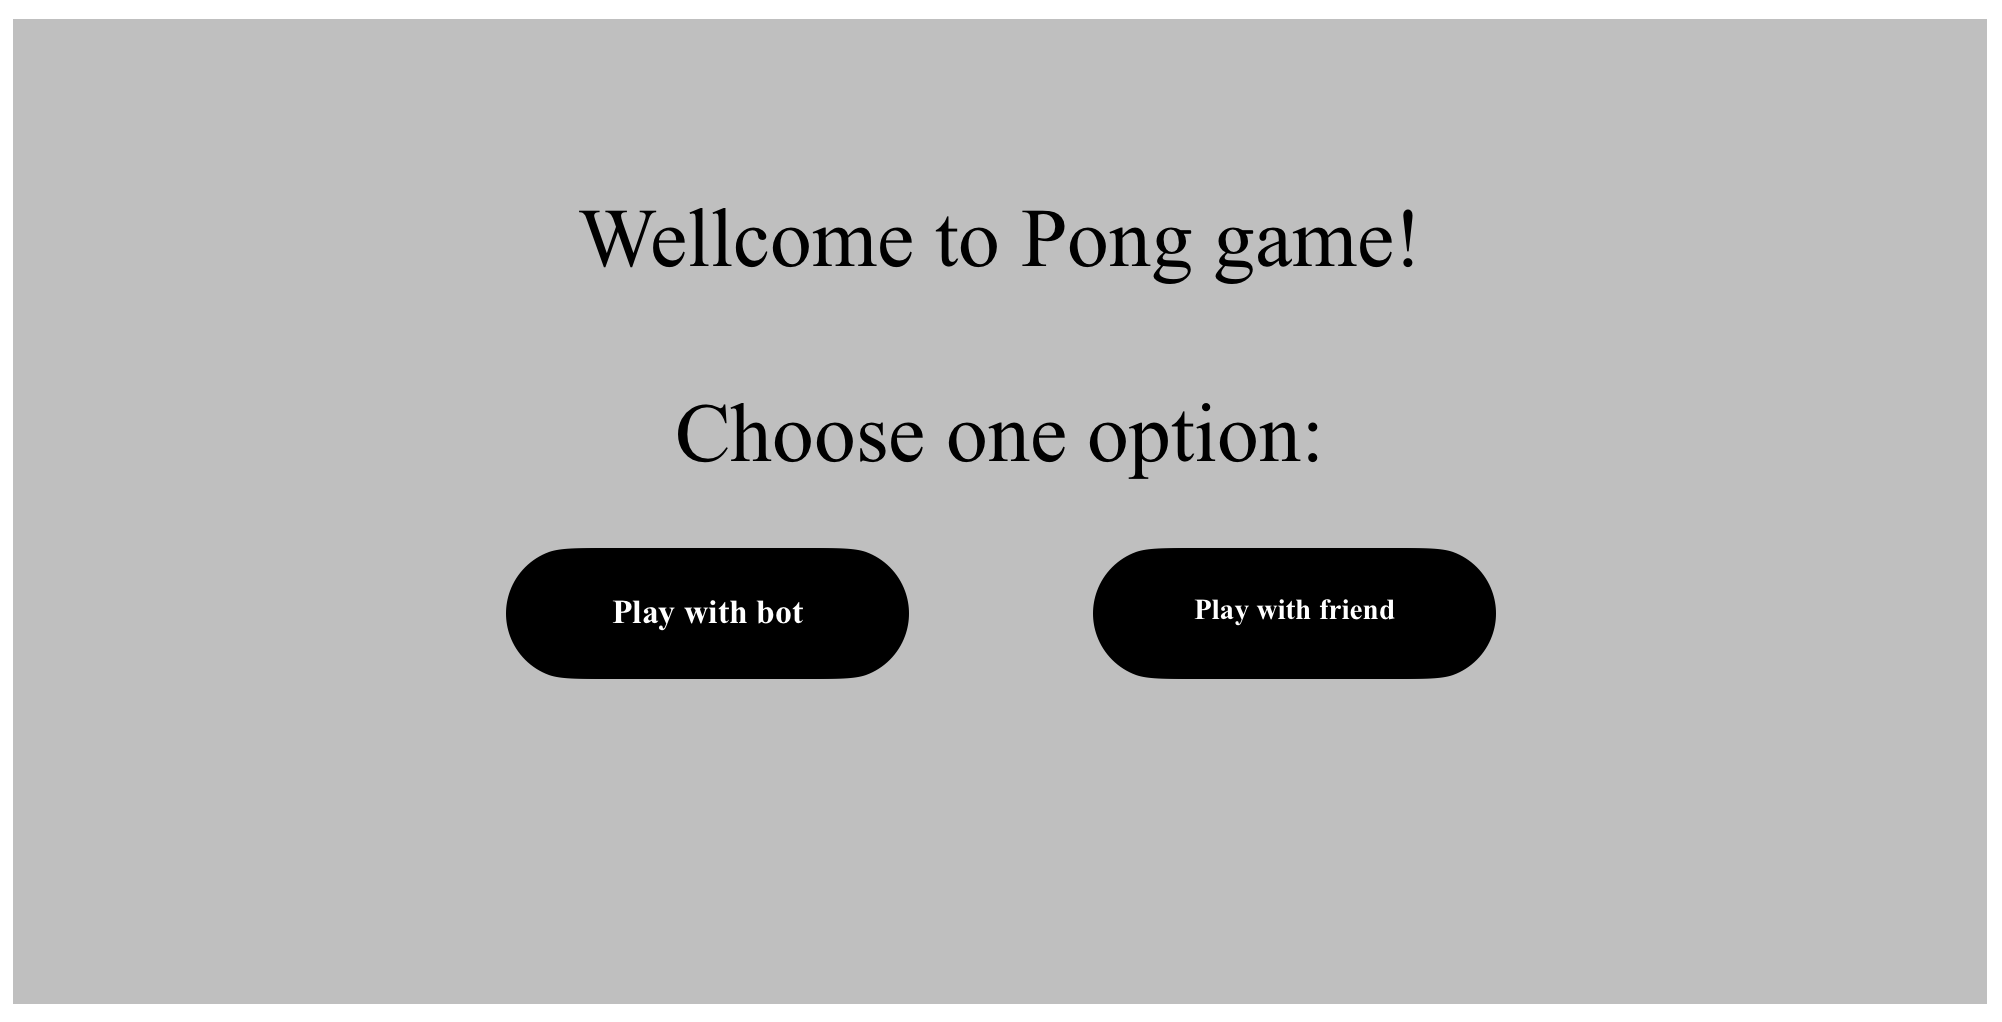 Wellcome to Pong game!
Choose one option:
Play with bot
Play with friend